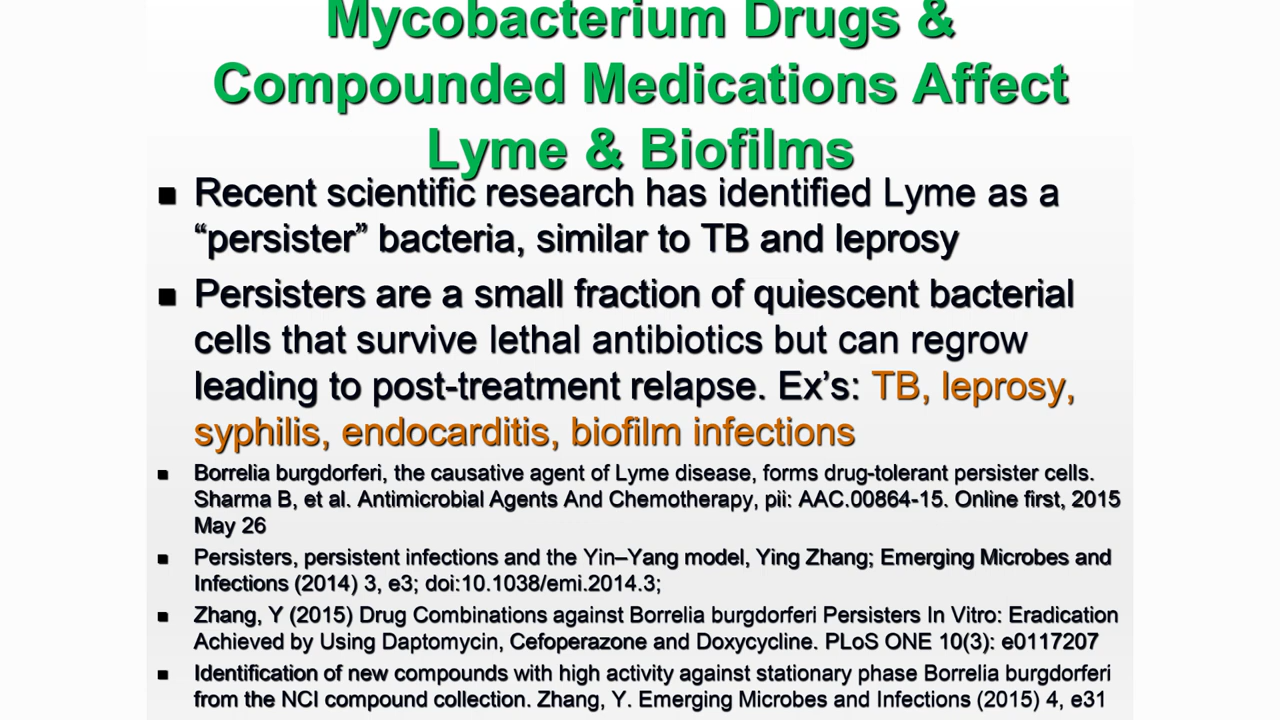 Mycobacterium Drugs &
Compounded Medications Affect
Lyme & Biofilms
Recent scientific research has identified Lyme as a
“persister” bacteria, similar to TB and leprosy
Persisters are a small fraction of quiescent bacterial
cells that survive lethal antibiotics but can regrow
leading to post-treatment relapse. Ex’s: TB, leprosy,
syphilis, endocarditis, biofilm infections
Borrelia burgdorferi, the causative agent of Lyme disease, forms drug-tolerant persister cells.
Sharma B, et al. Antimicrobial Agents And Chemotherapy, pii: AAC.00864-15. Online first, 2015
May 26
Persisters, persistent infections and the Yin–Yang model, Ying Zhang; Emerging Microbes and
Infections (2014) 3, e3; doi:10.1038/emi.2014.3;
Zhang, Y (2015) Drug Combinations against Borrelia burgdorferi Persisters In Vitro: Eradication
Achieved by Using Daptomycin, Cefoperazone and Doxycycline. PLoS ONE 10(3): e0117207
Identification of new compounds with high activity against stationary phase Borrelia burgdorferi
from the NCI compound collection. Zhang, Y. Emerging Microbes and Infections (2015) 4, e31